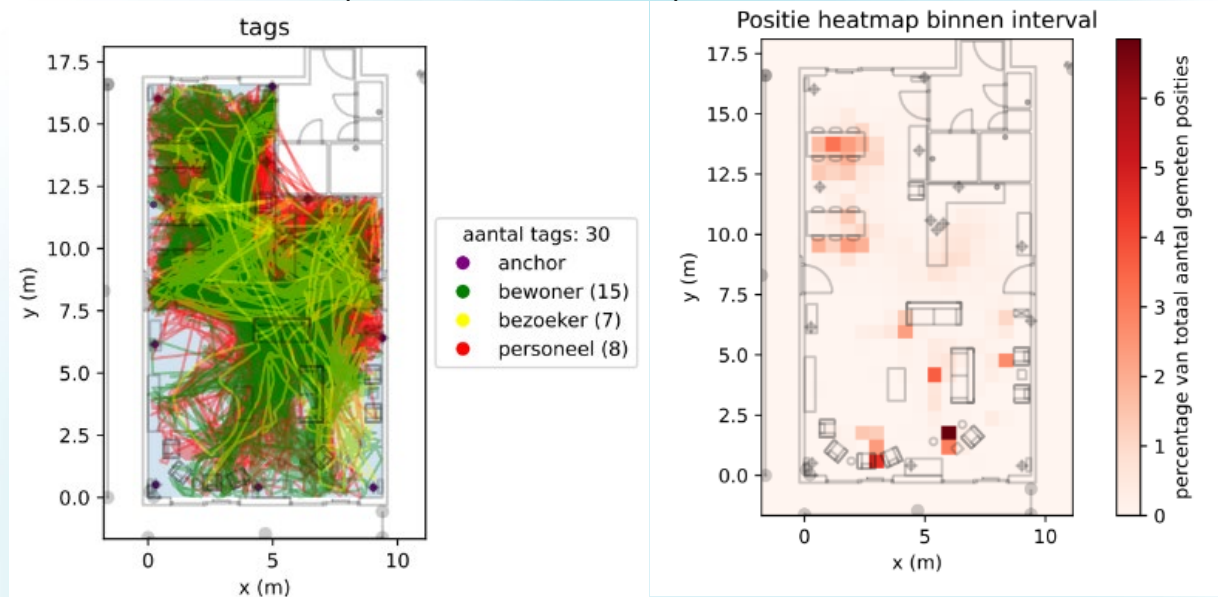 tags
17.5
15.0
12.5
10.0
7.5
5.0
2.5
0.0
y (m)
0
5
10
x (m)
aantal tags: 30
anchor
bewoner (15)
bezoeker (7)
personeel (8)
Positie heatmap binnen interval
17.5
15.0
12.5
10.0
7.5
5.0
2.5
0.0
y (m)
0
5
10
x (m)
6
5
4
3
2
1
0
percentage van totaal aantal gemeten posities